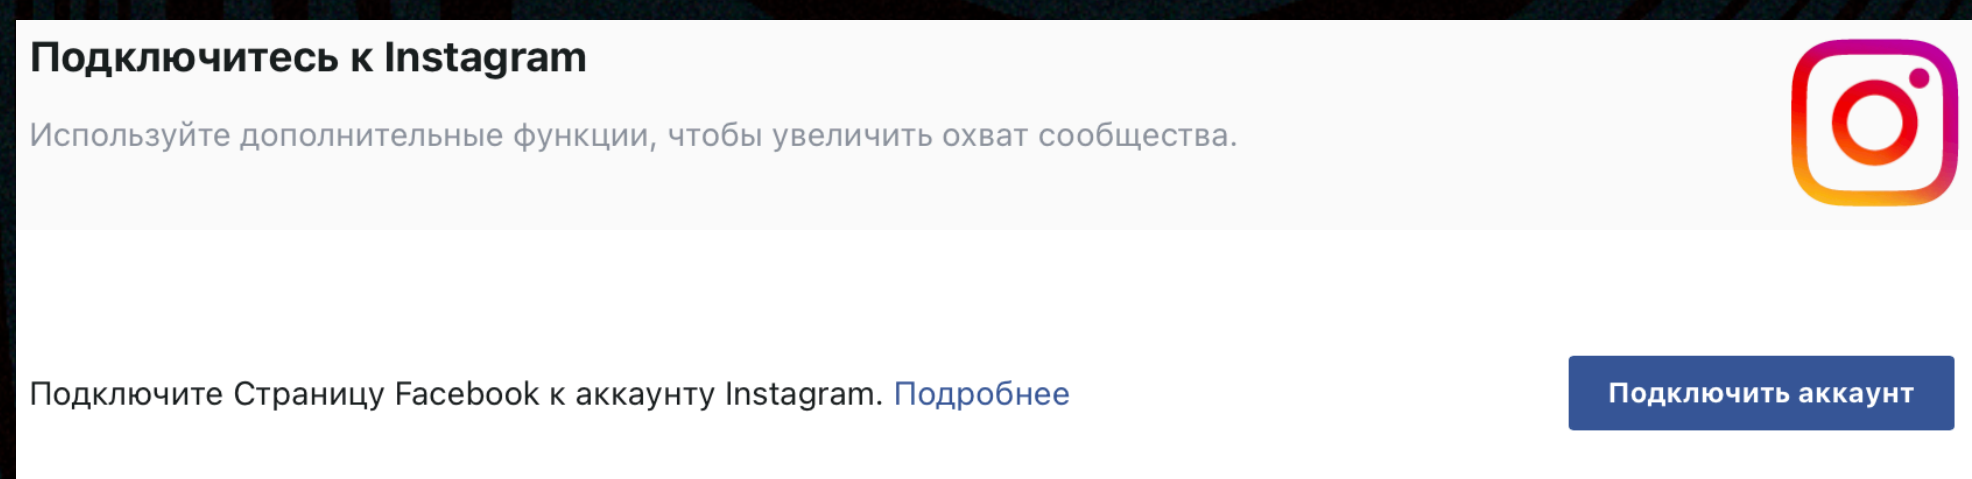 Подключитесь к Instagram
Используйте дополнительные функции, чтобы увеличить охват сообщества.
Подключите Страницу Facebook к аккаунту Instagram. Подробнее
Подключить аккаунт